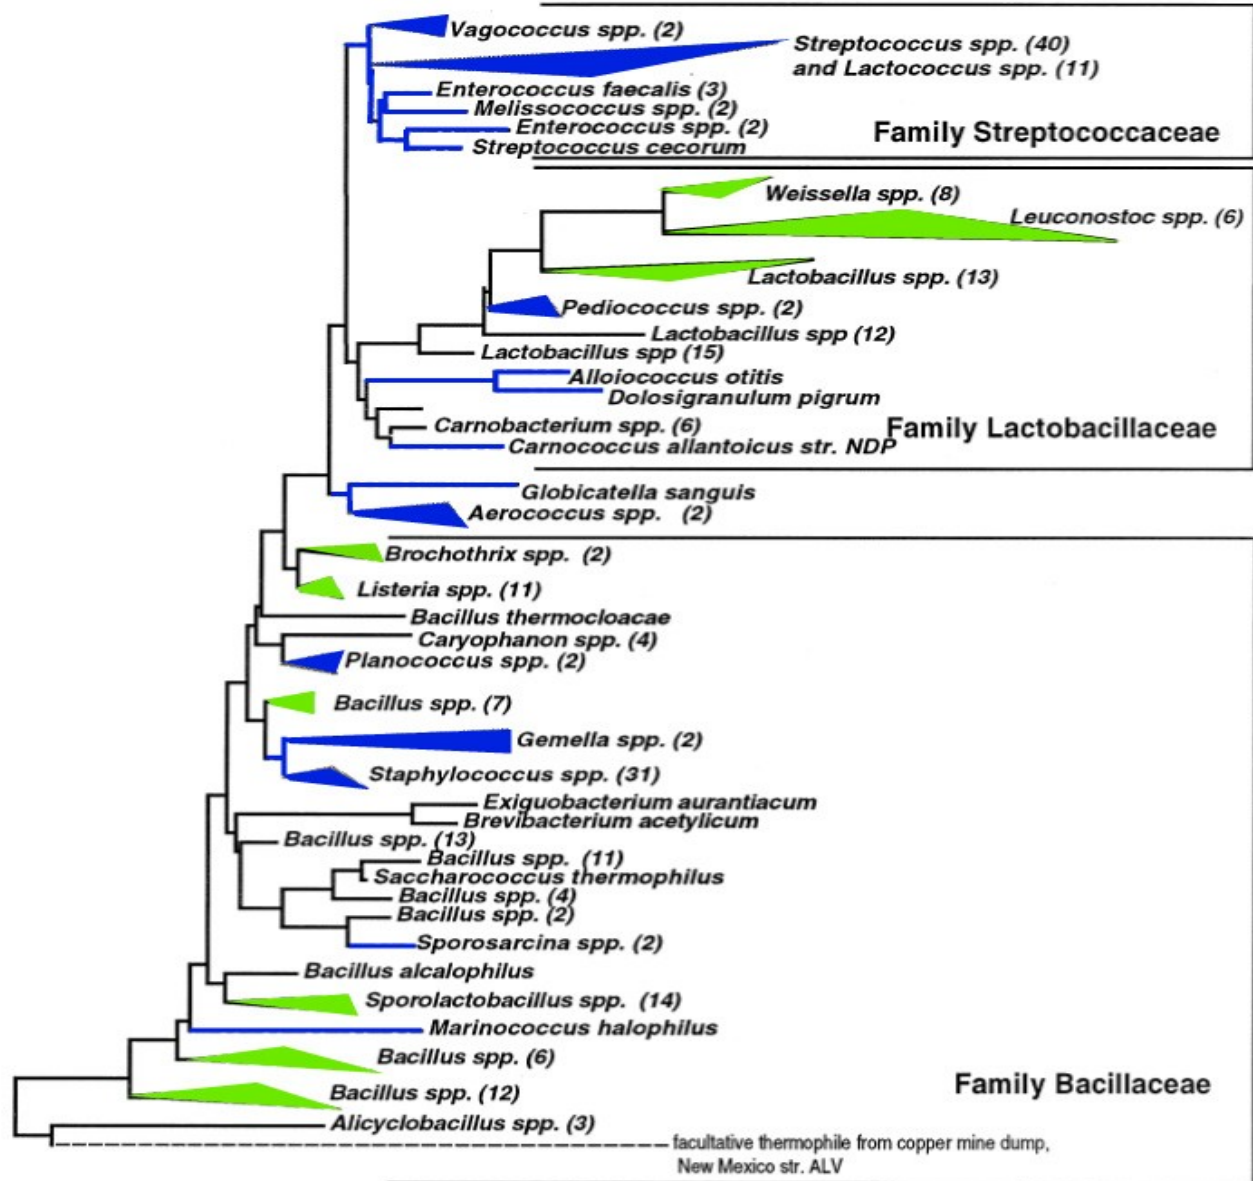 Vagococcus spp. (2)
Streptococcus spp. (40)
and Lactococcus spp. (11)
Enterococcus faecalis (3)
Melissococcus spp. (2)
Enterococcus spp. (2)
Streptococcus cecorum
Family Streptococcaceae
Weissella spp. (8)
Leuconostoc spp. (6)
Lactobacillus spp. (13)
Pediococcus spp. (2)
Lactobacillus spp (12)
Lactobacillus spp (15)
Alloiococcus otitis
Dolosigranulum pigrum
Carnobacterium spp. (6)
Family Lactobacillaceae
Carnococcus allantoicus str. NDP
Globicatella sanguis
Aerococcus spp. (2)
Brochothrix spp. (2)
Listeria spp. (11)
Bacillus thermocloacae
Caryophanon spp. (4)
Planococcus spp. (2)
Bacillus spp. (7)
Gemella spp. (2)
Staphylococcus spp. (31)
Exiguobacterium aurantiacum
Brevibacterium acetylicum
Bacillus spp. (13)
Bacillus spp. (11)
Saccharococcus thermophilus
Bacillus spp. (4)
Bacillus spp. (2)
Sporosarcina spp. (2)
Bacillus alcalophilus
Sporolactobacillus spp. (14)
Marinococcus halophilus
Bacillus spp. (6)
Family Bacillaceae
Bacillus spp. (12)
Alicyclobacillus spp. (3)
facultative thermophile from copper mine dump,
New Mexico str. ALV